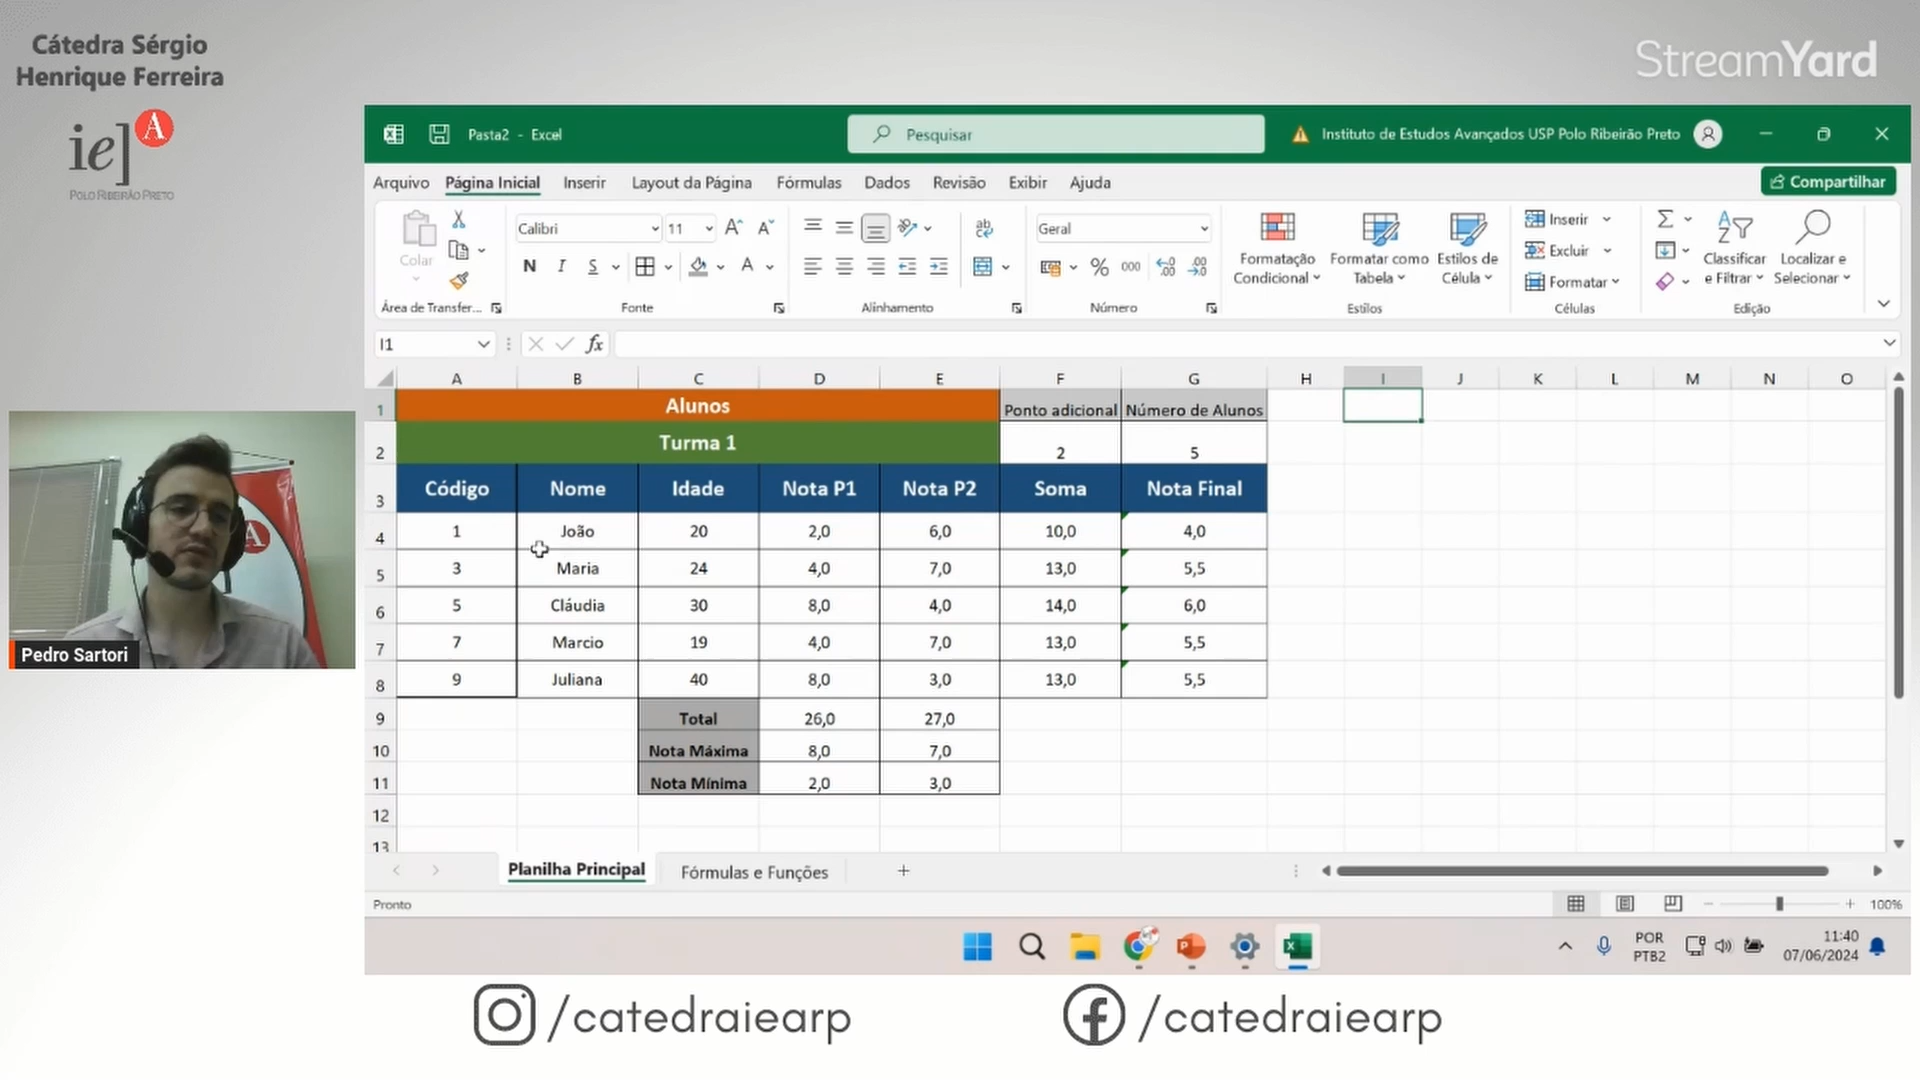 Cátedra Sérgio
Henrique Ferreira
iea
A
POLO RIBEIRÃO PRETO
StreamYard
Pasta2 - Excel
Pesquisar
Instituto de Estudos Avançados USP Polo Ribeirão Preto
Arquivo Página Inicial Inserir Layout da Página Fórmulas Dados Revisão Exibir Ajuda
Compartilhar
Colar
Área de Transfer...
Calibri 11
N I S A
Fonte
ab
Alinhamento
Geral
% 000
Número
Formatação Condicional
Formatar como Tabela
Estilos de Célula
Estilos
Inserir
Excluir
Formatar
Células
Σ
Classificar e Filtrar
Localizar e Selecionar
Edição
I1
fx
A B C D E F G H I J K L M N O
1 Alunos Ponto adicional Número de Alunos
2 Turma 1 2 5
3 Código Nome Idade Nota P1 Nota P2 Soma Nota Final
4 1 João 20 2,0 6,0 10,0 4,0
5 3 Maria 24 4,0 7,0 13,0 5,5
6 5 Cláudia 30 8,0 4,0 14,0 6,0
7 7 Marcio 19 4,0 7,0 13,0 5,5
8 9 Juliana 40 8,0 3,0 13,0 5,5
9 Total 26,0 27,0
10 Nota Máxima 8,0 7,0
11 Nota Mínima 2,0 3,0
12
13
Planilha Principal Fórmulas e Funções +
Pronto
100%
POR
PTB2
11:40
07/06/2024
Pedro Sartori
/catedraiearp
/catedraiearp